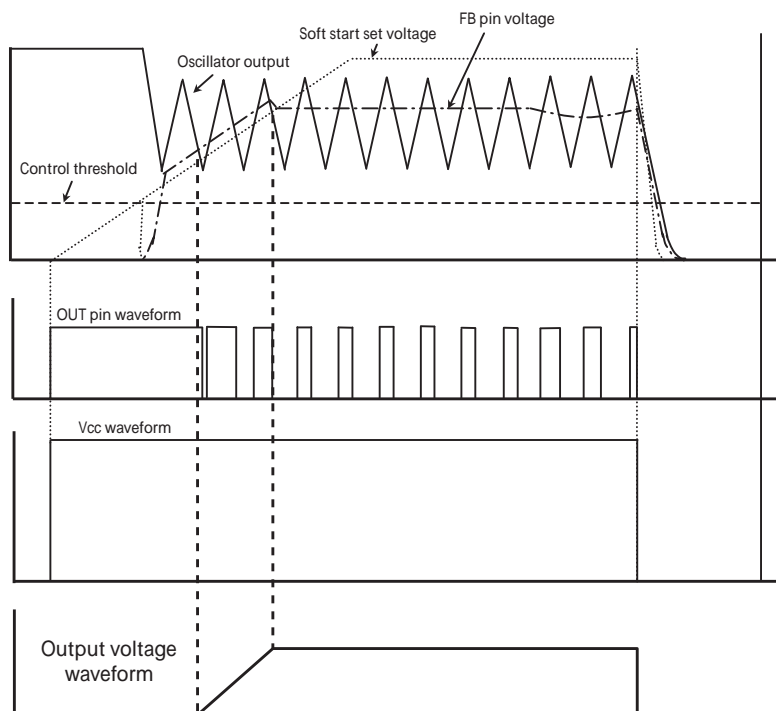 Soft start set voltage
FB pin voltage
Oscillator output
Control threshold
OUT pin waveform
Vcc waveform
Output voltage
waveform